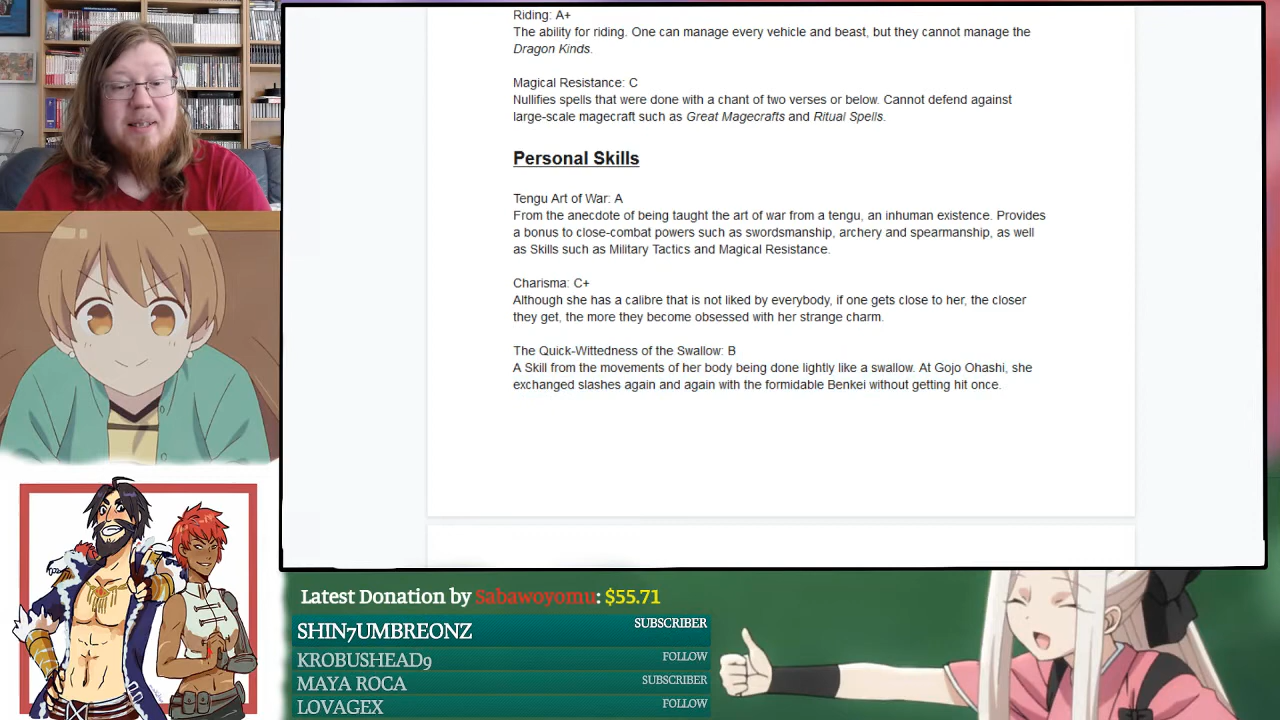 Riding: A+
The ability for riding. One can manage every vehicle and beast, but they cannot manage the
Dragon Kinds.
Magical Resistance: C
Nullifies spells that were done with a chant of two verses or below. Cannot defend against
large-scale magecraft such as Great Magecrafts and Ritual Spells.
Personal Skills
Tengu Art of War: A
From the anecdote of being taught the art of war from a tengu, an inhuman existence. Provides
a bonus to close-combat powers such as swordsmanship, archery and spearmanship, as well
as Skills such as Military Tactics and Magical Resistance.
Charisma: C+
Although she has a calibre that is not liked by everybody, if one gets close to her, the closer
they get, the more they become obsessed with her strange charm.
The Quick-Wittedness of the Swallow: B
A Skill from the movements of her body being done lightly like a swallow. At Gojo Ohashi, she
exchanged slashes again and again with the formidable Benkei without getting hit once.
Latest Donation by Sabawoyomu: $55.71
SHIN7UMBREONZ SUBSCRIBER
KROBUSHEAD9 FOLLOW
MAYA ROCA SUBSCRIBER
LOVAGEX FOLLOW